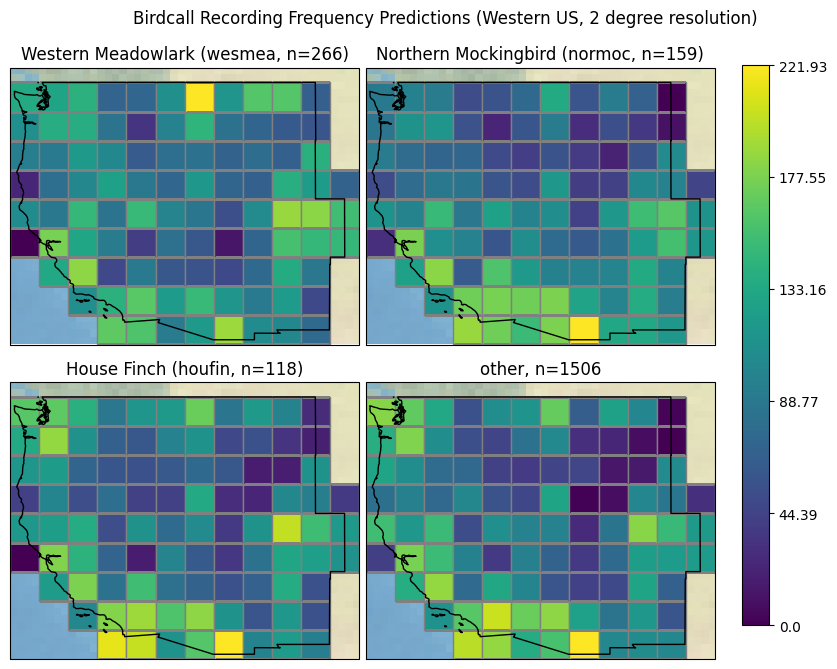 Birdcall Recording Frequency Predictions (Western US, 2 degree resolution)
Western Meadowlark (wesmea, n=266)
Northern Mockingbird (normoc, n=159)
221.93
177.55
133.16
88.77
44.39
0.0
House Finch (houfin, n=118)
other, n=1506